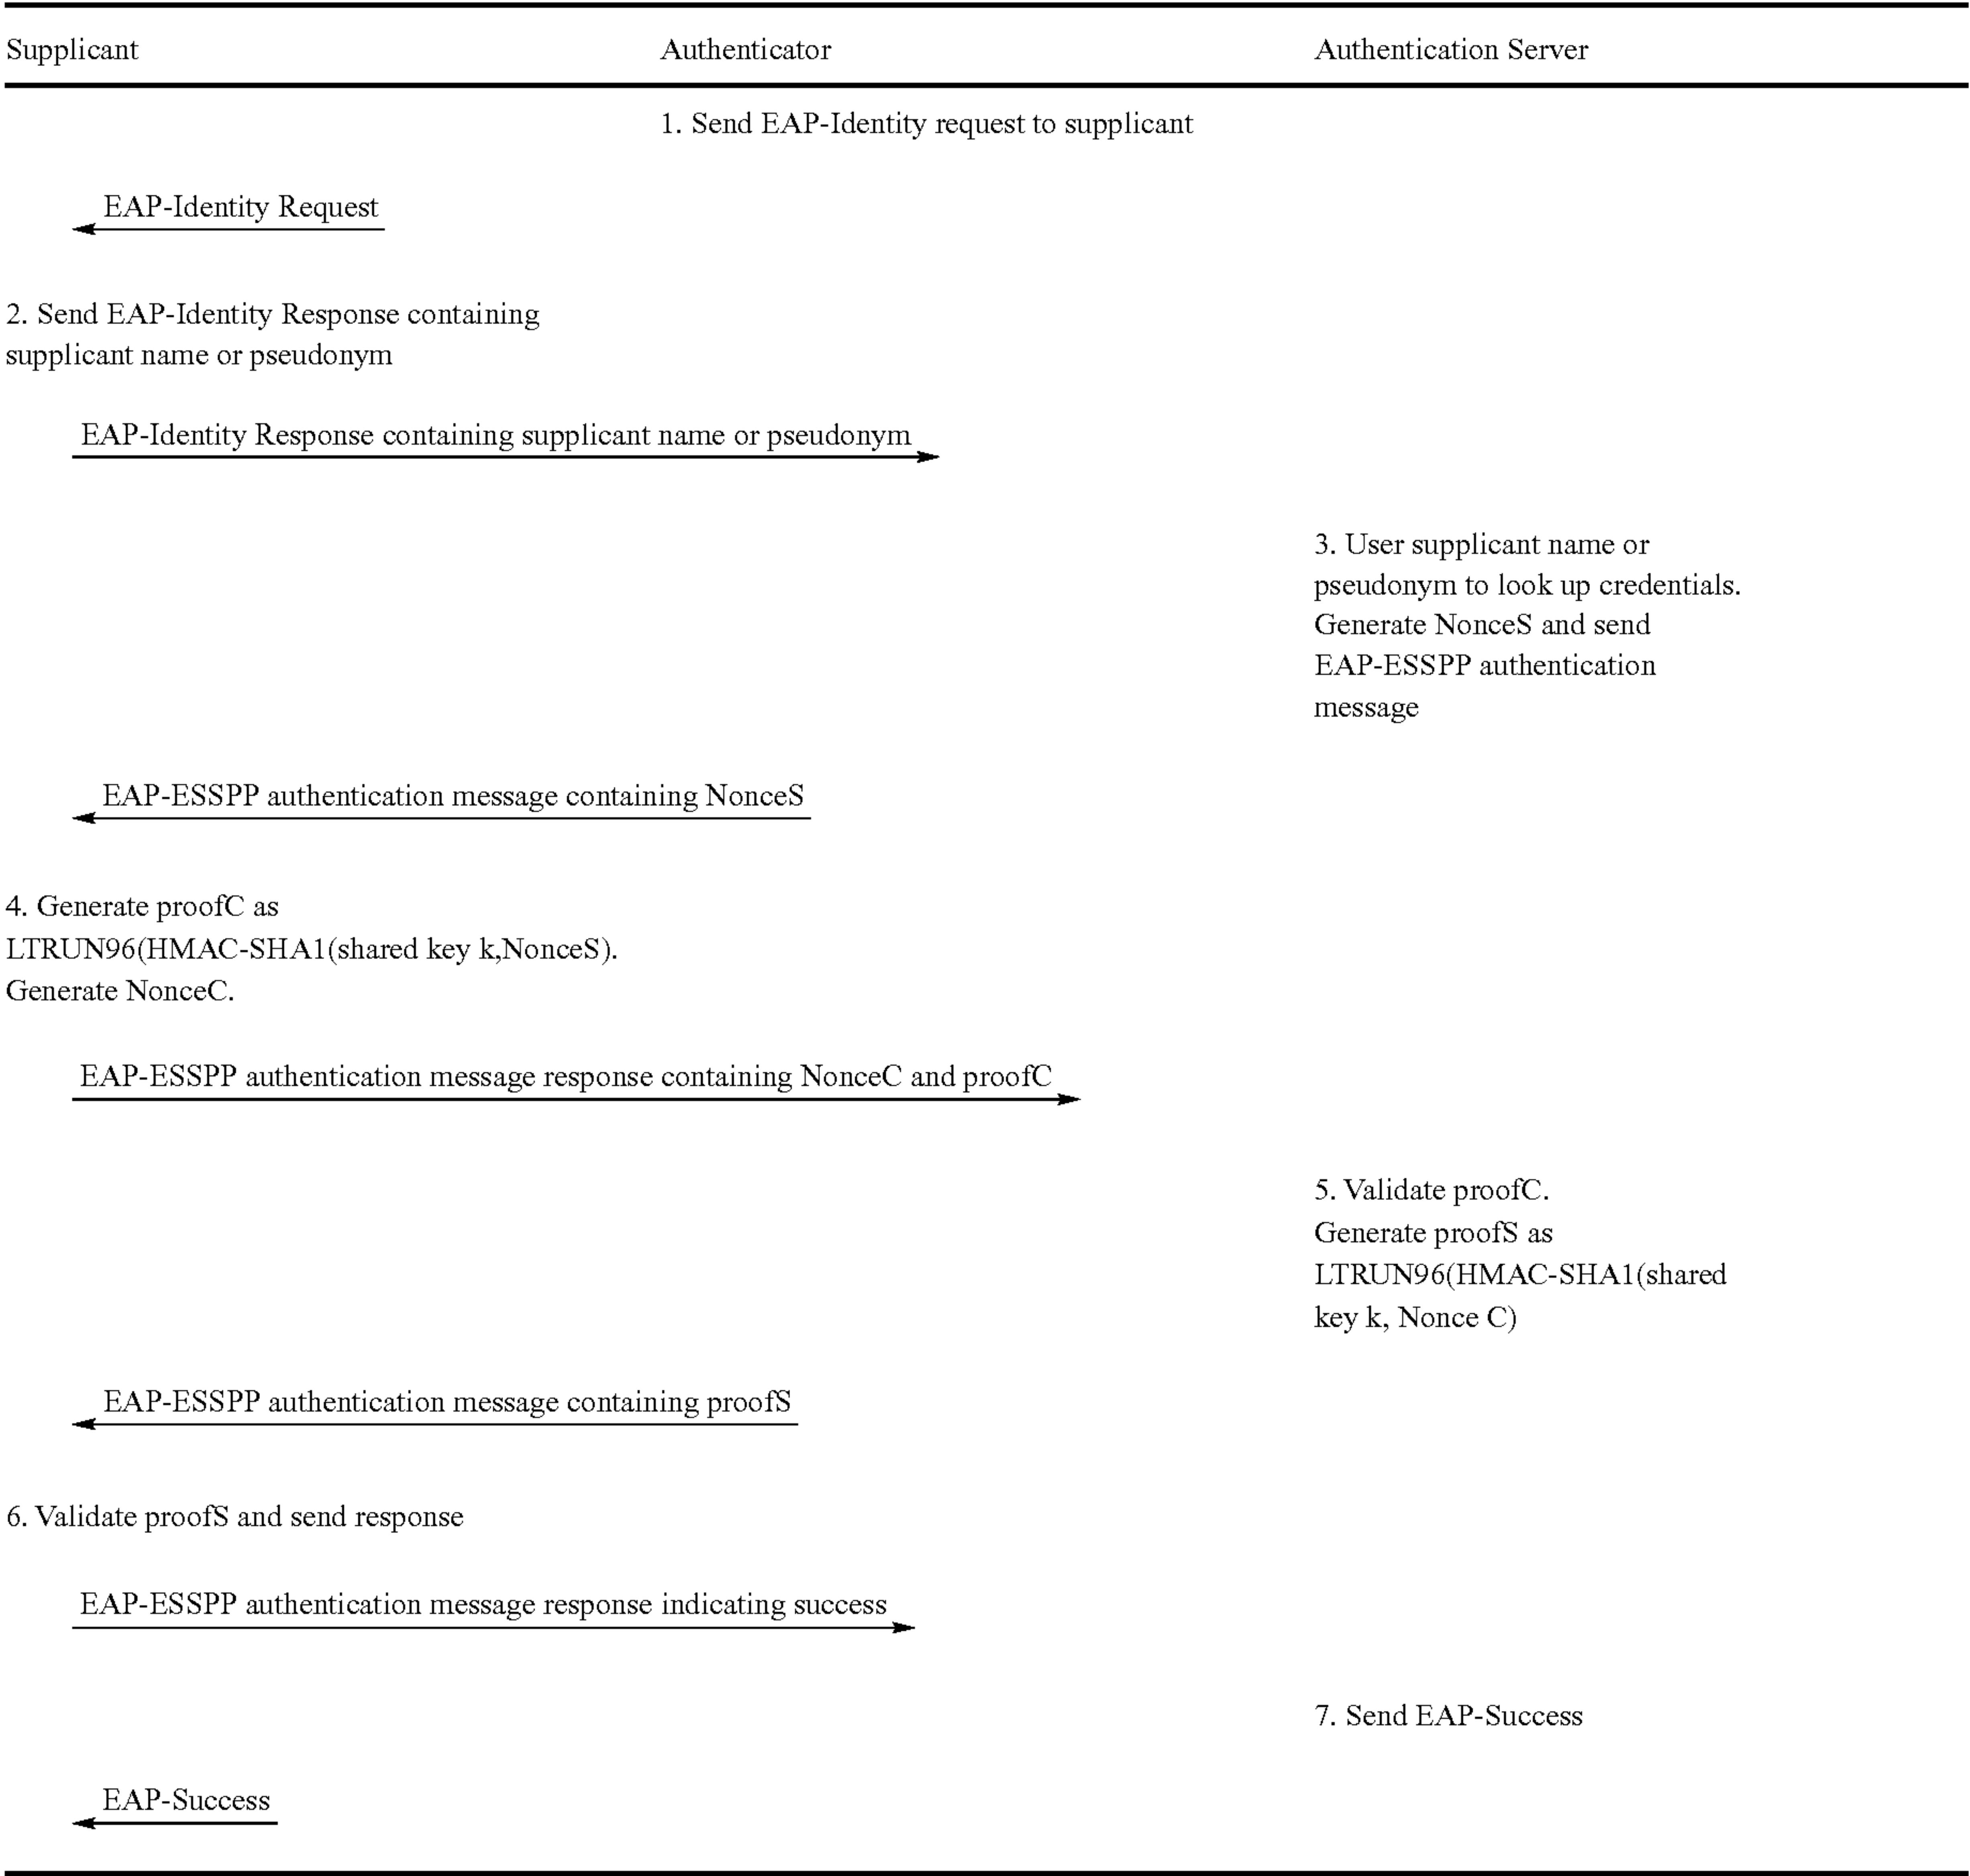 Supplicant Authenticator Authentication Server
1. Send EAP-Identity request to supplicant
EAP-Identity Request
2. Send EAP-Identity Response containing
supplicant name or pseudonym
EAP-Identity Response containing supplicant name or pseudonym
3. User supplicant name or
pseudonym to look up credentials.
Generate NonceS and send
EAP-ESSPP authentication
message
EAP-ESSPP authentication message containing NonceS
4. Generate proofC as
LTRUN96(HMAC-SHA1(shared key k,NonceS).
Generate NonceC.
EAP-ESSPP authentication message response containing NonceC and proofC
5. Validate proofC.
Generate proofS as
LTRUN96(HMAC-SHA1(shared
key k, Nonce C)
EAP-ESSPP authentication message containing proofS
6. Validate proofS and send response
EAP-ESSPP authentication message response indicating success
7. Send EAP-Success
EAP-Success